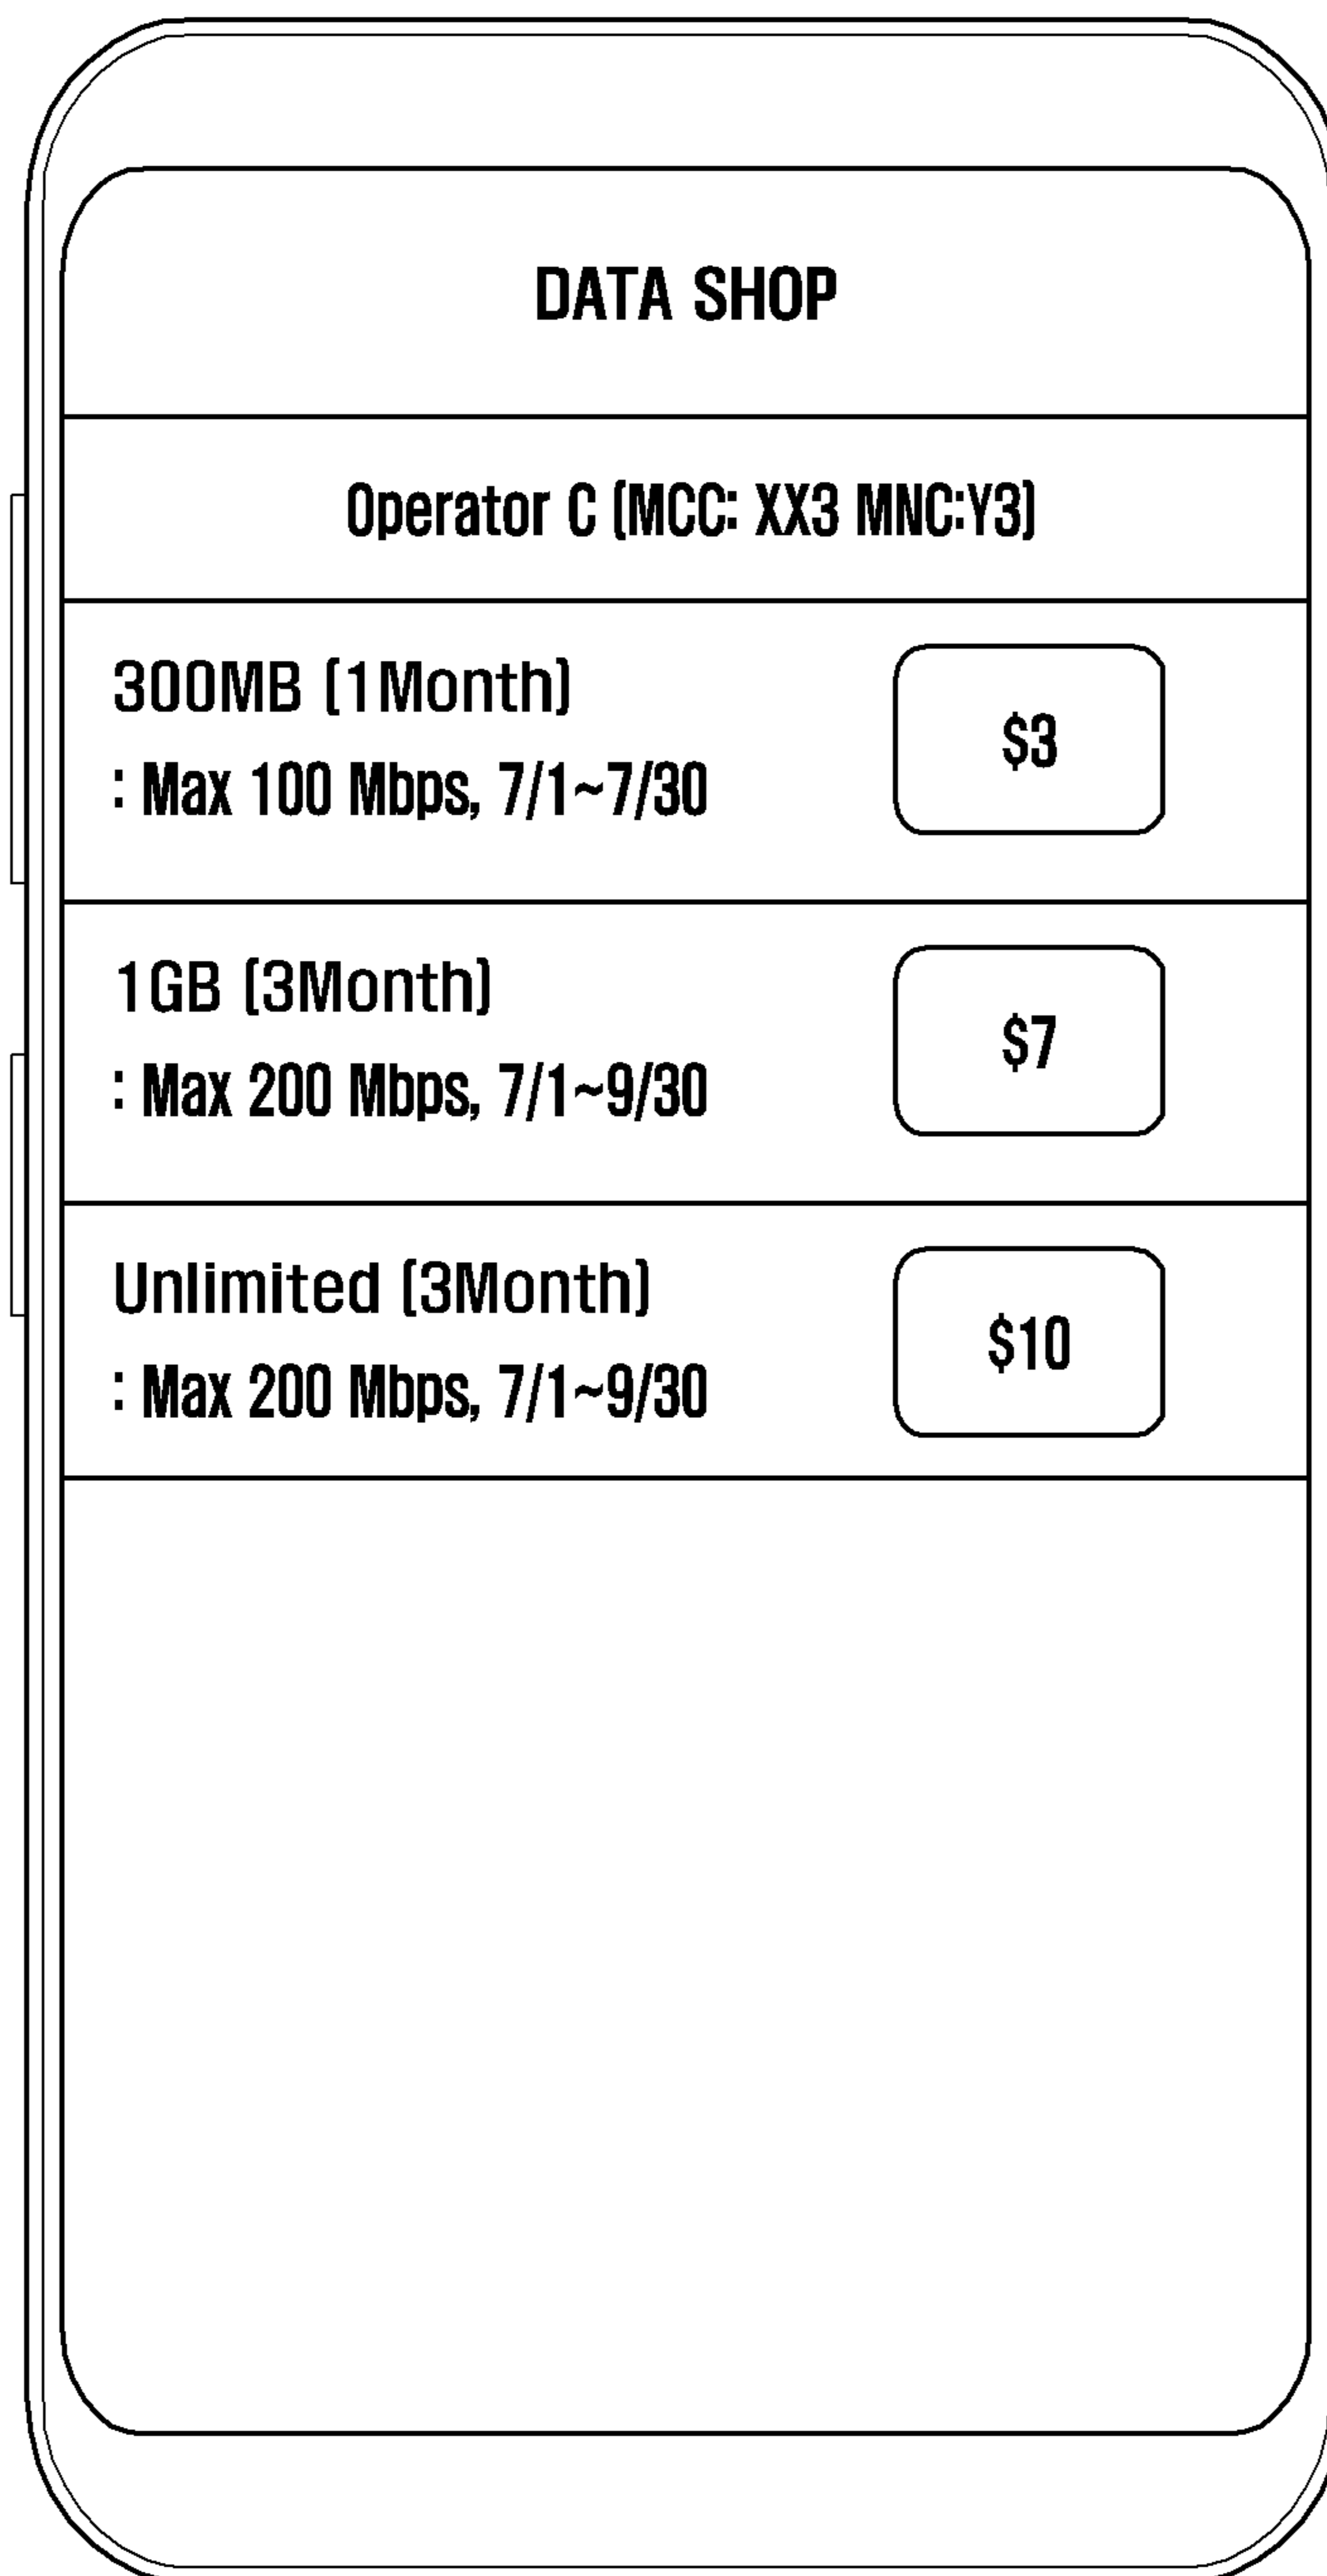 DATA SHOP
Operator C (MCC: XX3 MNC:Y3)
300MB (1Month)
: Max 100 Mbps, 7/1~7/30
$3
1GB (3Month)
: Max 200 Mbps, 7/1~9/30
$7
Unlimited (3Month)
: Max 200 Mbps, 7/1~9/30
$10